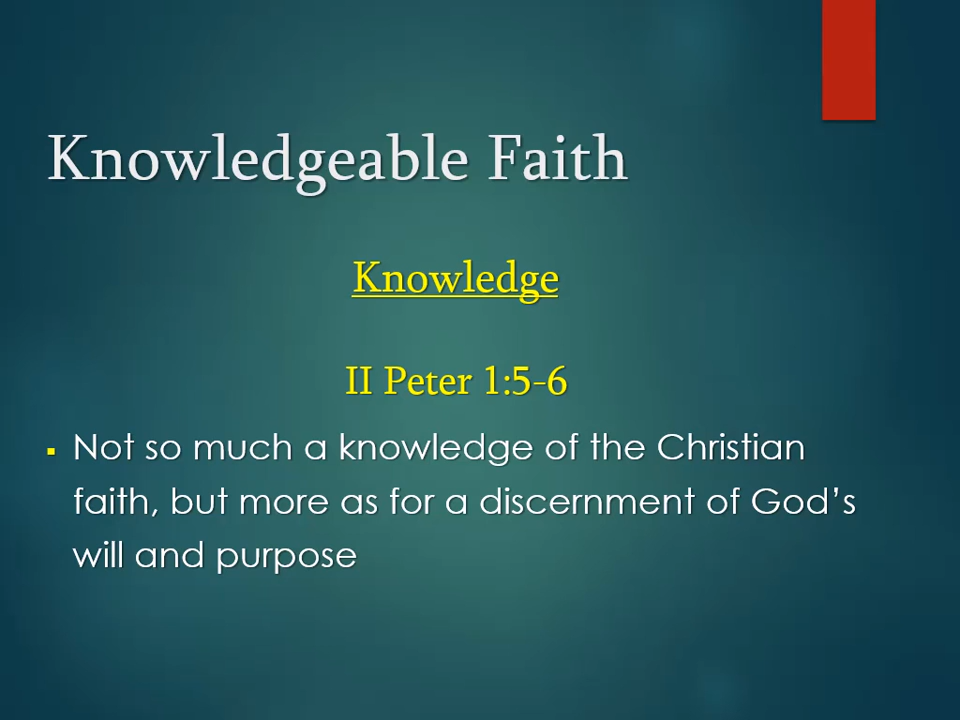 Knowledgeable Faith
Knowledge
II Peter 1:5-6
Not so much a knowledge of the Christian
faith, but more as for a discernment of God’s
will and purpose